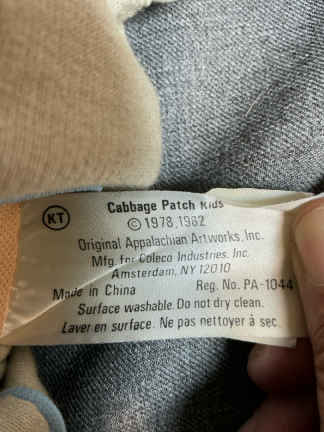 KT
Cabbage Patch Kids
© 1978, 1982
Original Appalachian Artworks, Inc.
Mfg. for Coleco Industries. Inc.
Amsterdam, NY 12010
Made in China Reg. No. PA-1044
Surface washable. Do not dry clean.
Laver en surface. Ne pas nettoyer à sec.